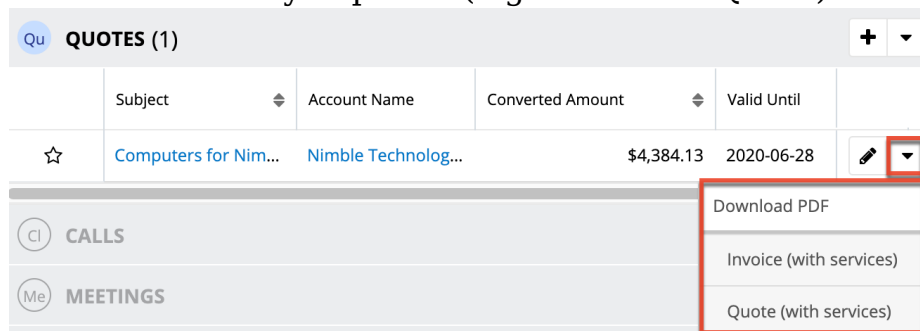 Qu QUOTES (1)
Subject Account Name Converted Amount Valid Until
Computers for Nim... Nimble Technolog... $4,384.13 2020-06-28
Download PDF
Cl CALLS
Invoice (with services)
Me MEETINGS
Quote (with services)